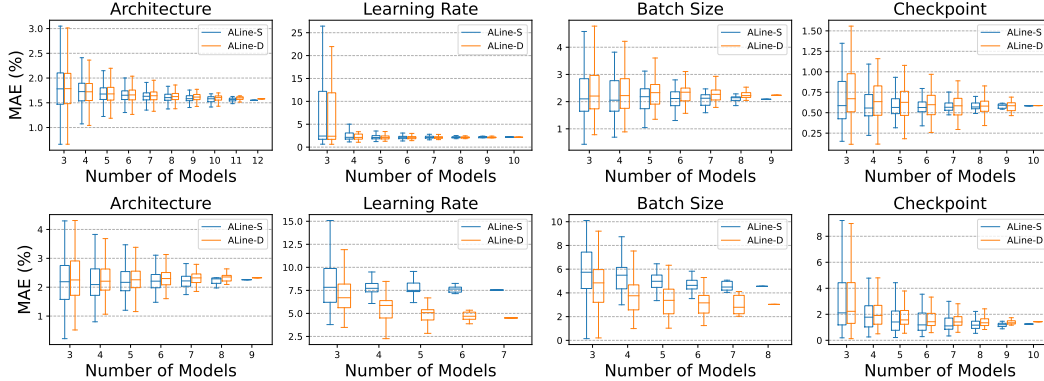 Architecture
MAE (%)
3.0
2.5
2.0
1.5
1.0
ALine-S
ALine-D
3 4 5 6 7 8 9 10 11 12
Number of Models
Learning Rate
25
20
15
10
5
0
ALine-S
ALine-D
3 4 5 6 7 8 9 10
Number of Models
Batch Size
4
3
2
1
ALine-S
ALine-D
3 4 5 6 7 8 9
Number of Models
Checkpoint
1.50
1.25
1.00
0.75
0.50
0.25
ALine-S
ALine-D
3 4 5 6 7 8 9 10
Number of Models
Architecture
MAE (%)
4
3
2
1
ALine-S
ALine-D
3 4 5 6 7 8 9
Number of Models
Learning Rate
15.0
12.5
10.0
7.5
5.0
2.5
ALine-S
ALine-D
3 4 5 6 7
Number of Models
Batch Size
10
8
6
4
2
0
ALine-S
ALine-D
3 4 5 6 7 8
Number of Models
Checkpoint
8
6
4
2
0
ALine-S
ALine-D
3 4 5 6 7 8 9 10
Number of Models